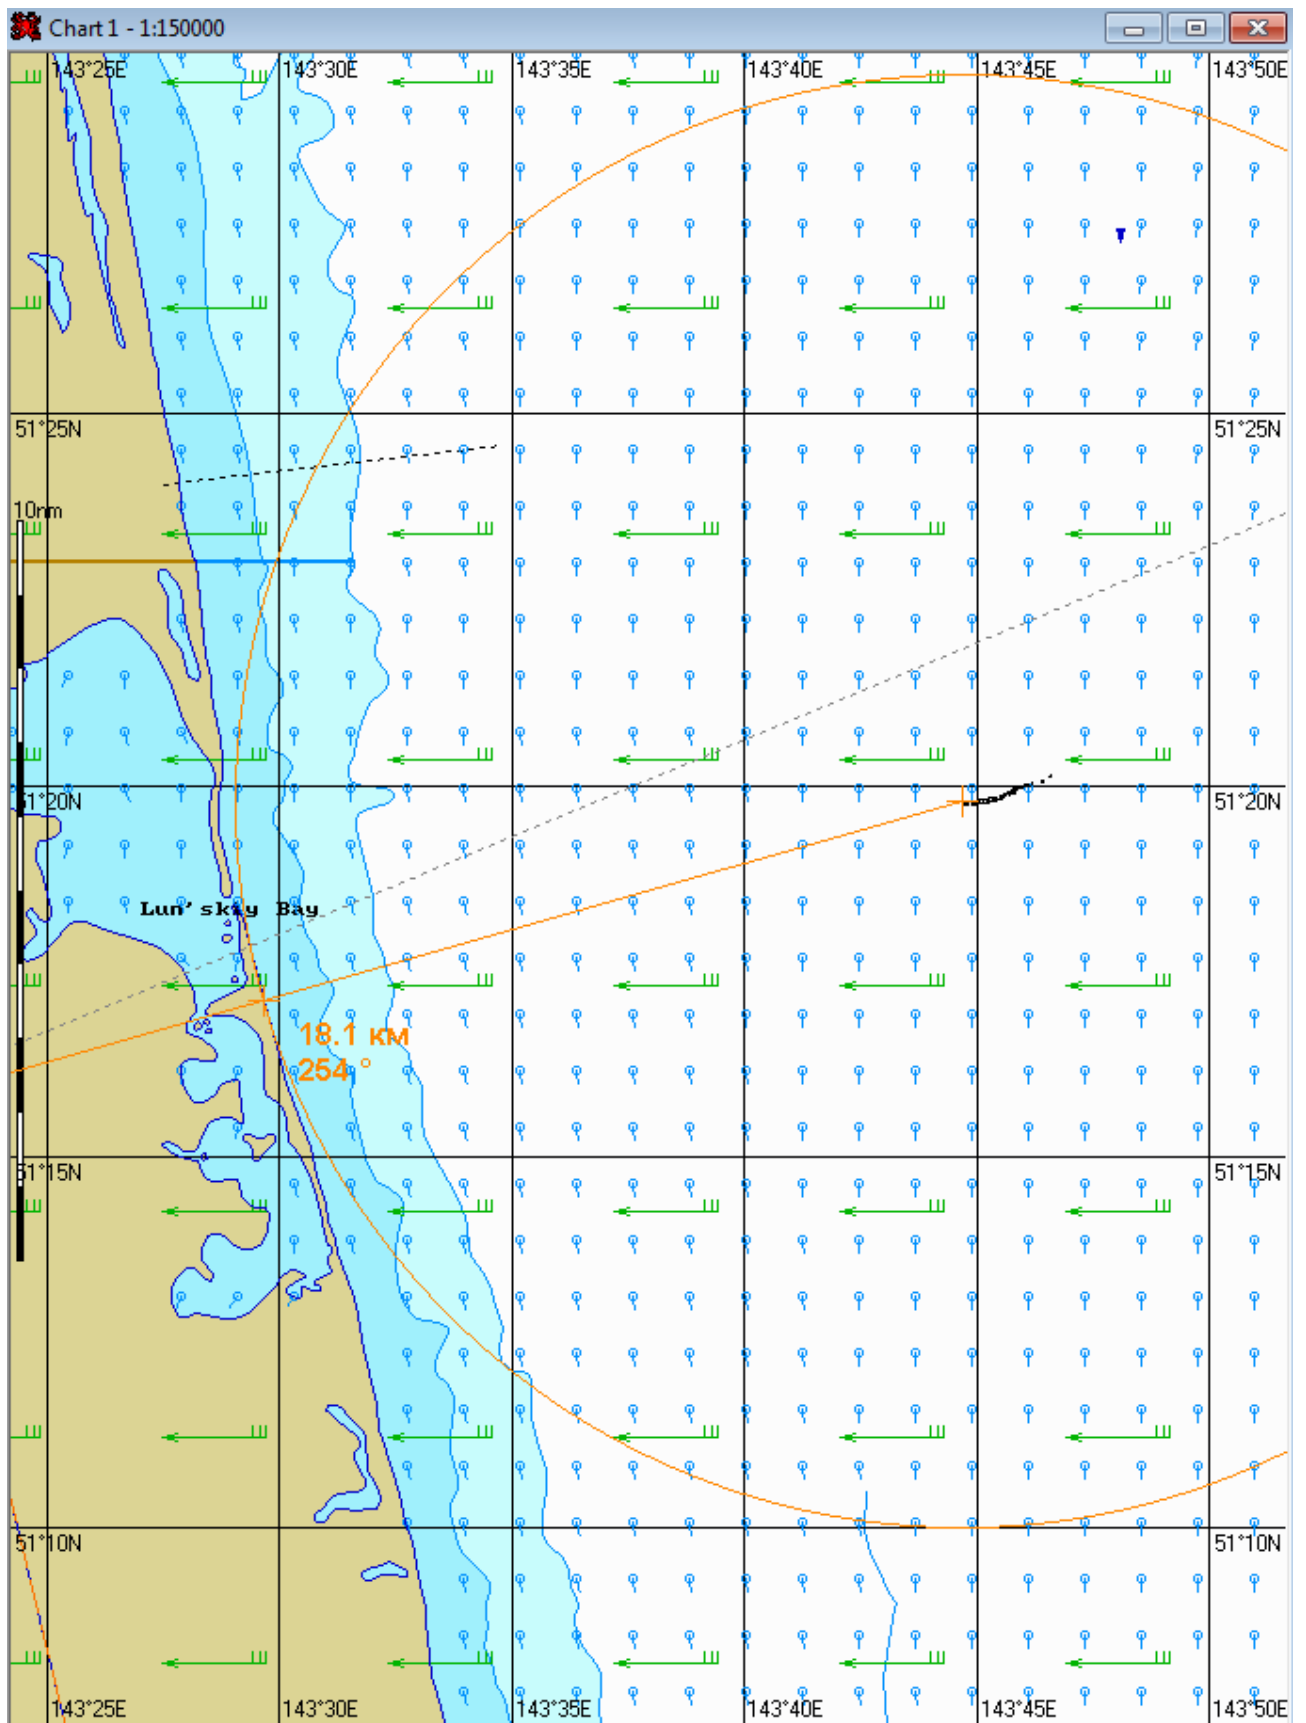 Chart 1 - 1:150000
143°25E 143°30E 143°35E 143°40E 143°45E 143°50E
51°25N 51°25N
10nm
51°20N 51°20N
Lun'skiy Bay
18.1 км
254 °
51°15N 51°15N
51°10N 51°10N
143°25E 143°30E 143°35E 143°40E 143°45E 143°50E